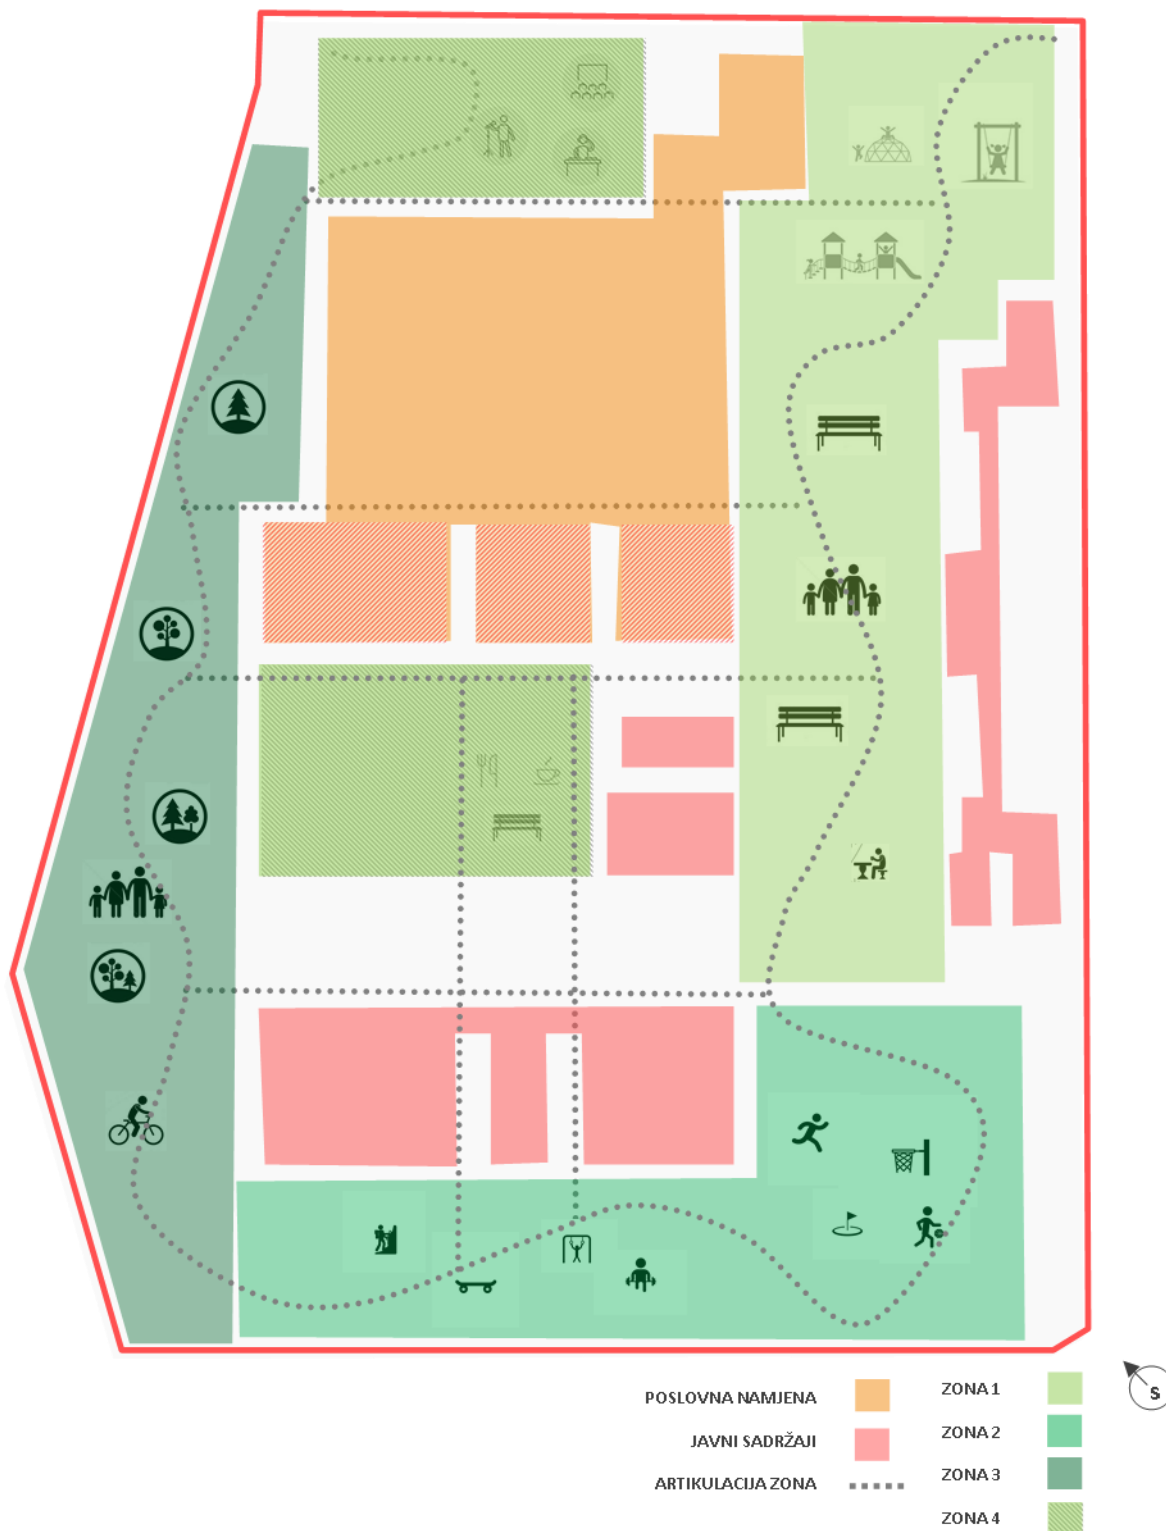 POSLOVNA NAMJENA
JAVNI SADRŽAJI
ARTIKULACIJA ZONA
ZONA 1
ZONA 2
ZONA 3
ZONA 4
S